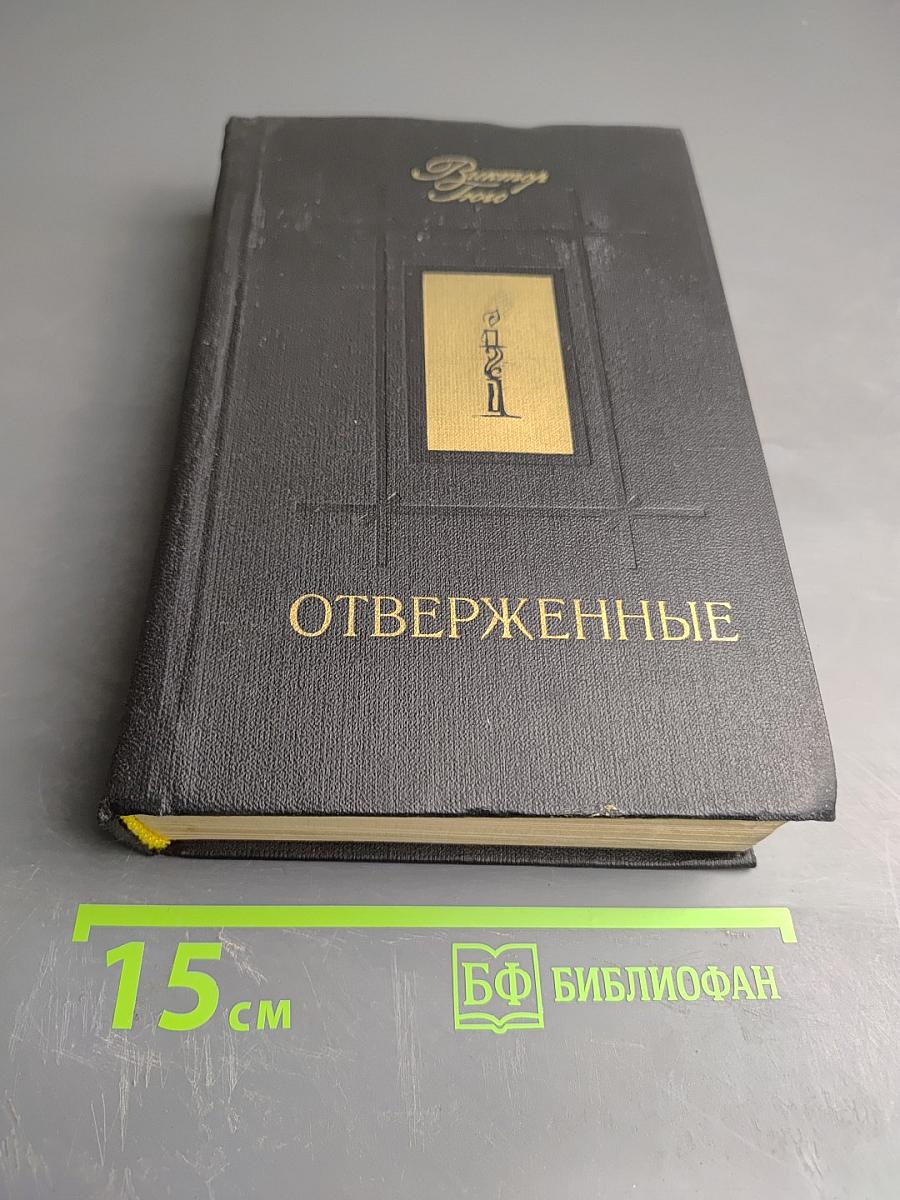 Виктор
Гюго
ОТВЕРЖЕННЫЕ
15 см
БФ БИБЛИОФАН